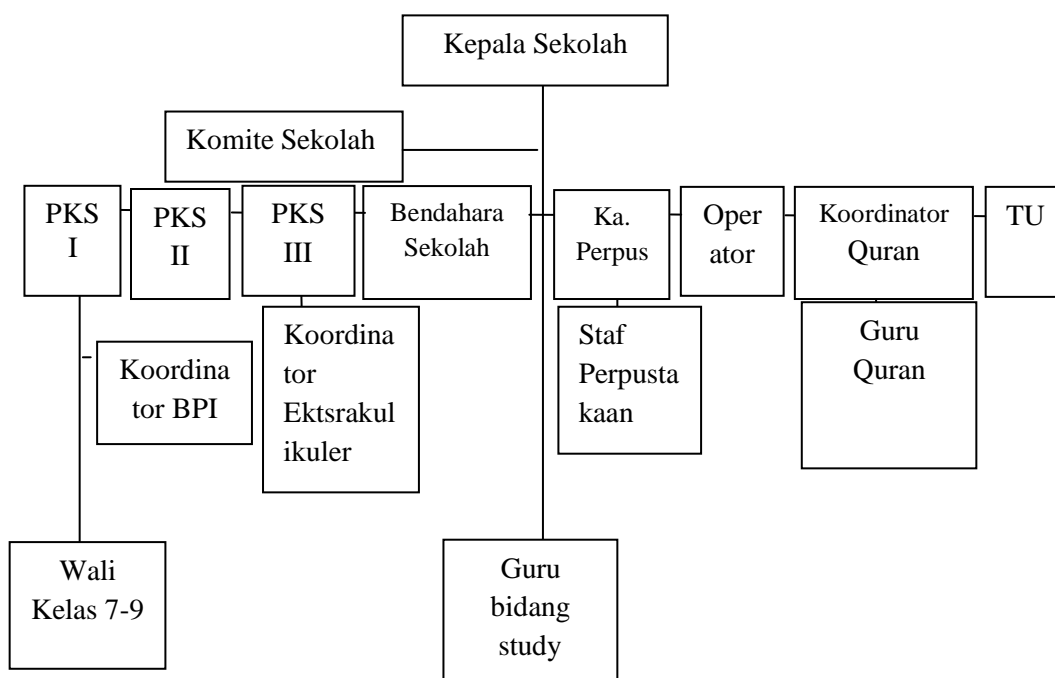 Kepala Sekolah
Komite Sekolah
PKS
I
PKS
II
PKS
III
Bendahara
Sekolah
Ka.
Perpus
Oper
ator
Koordinator
Quran
TU
Koordina
tor BPI
Koordina
tor
Ektsrakul
ikuler
Staf
Perpusta
kaan
Guru
Quran
Wali
Kelas 7-9
Guru
bidang
study